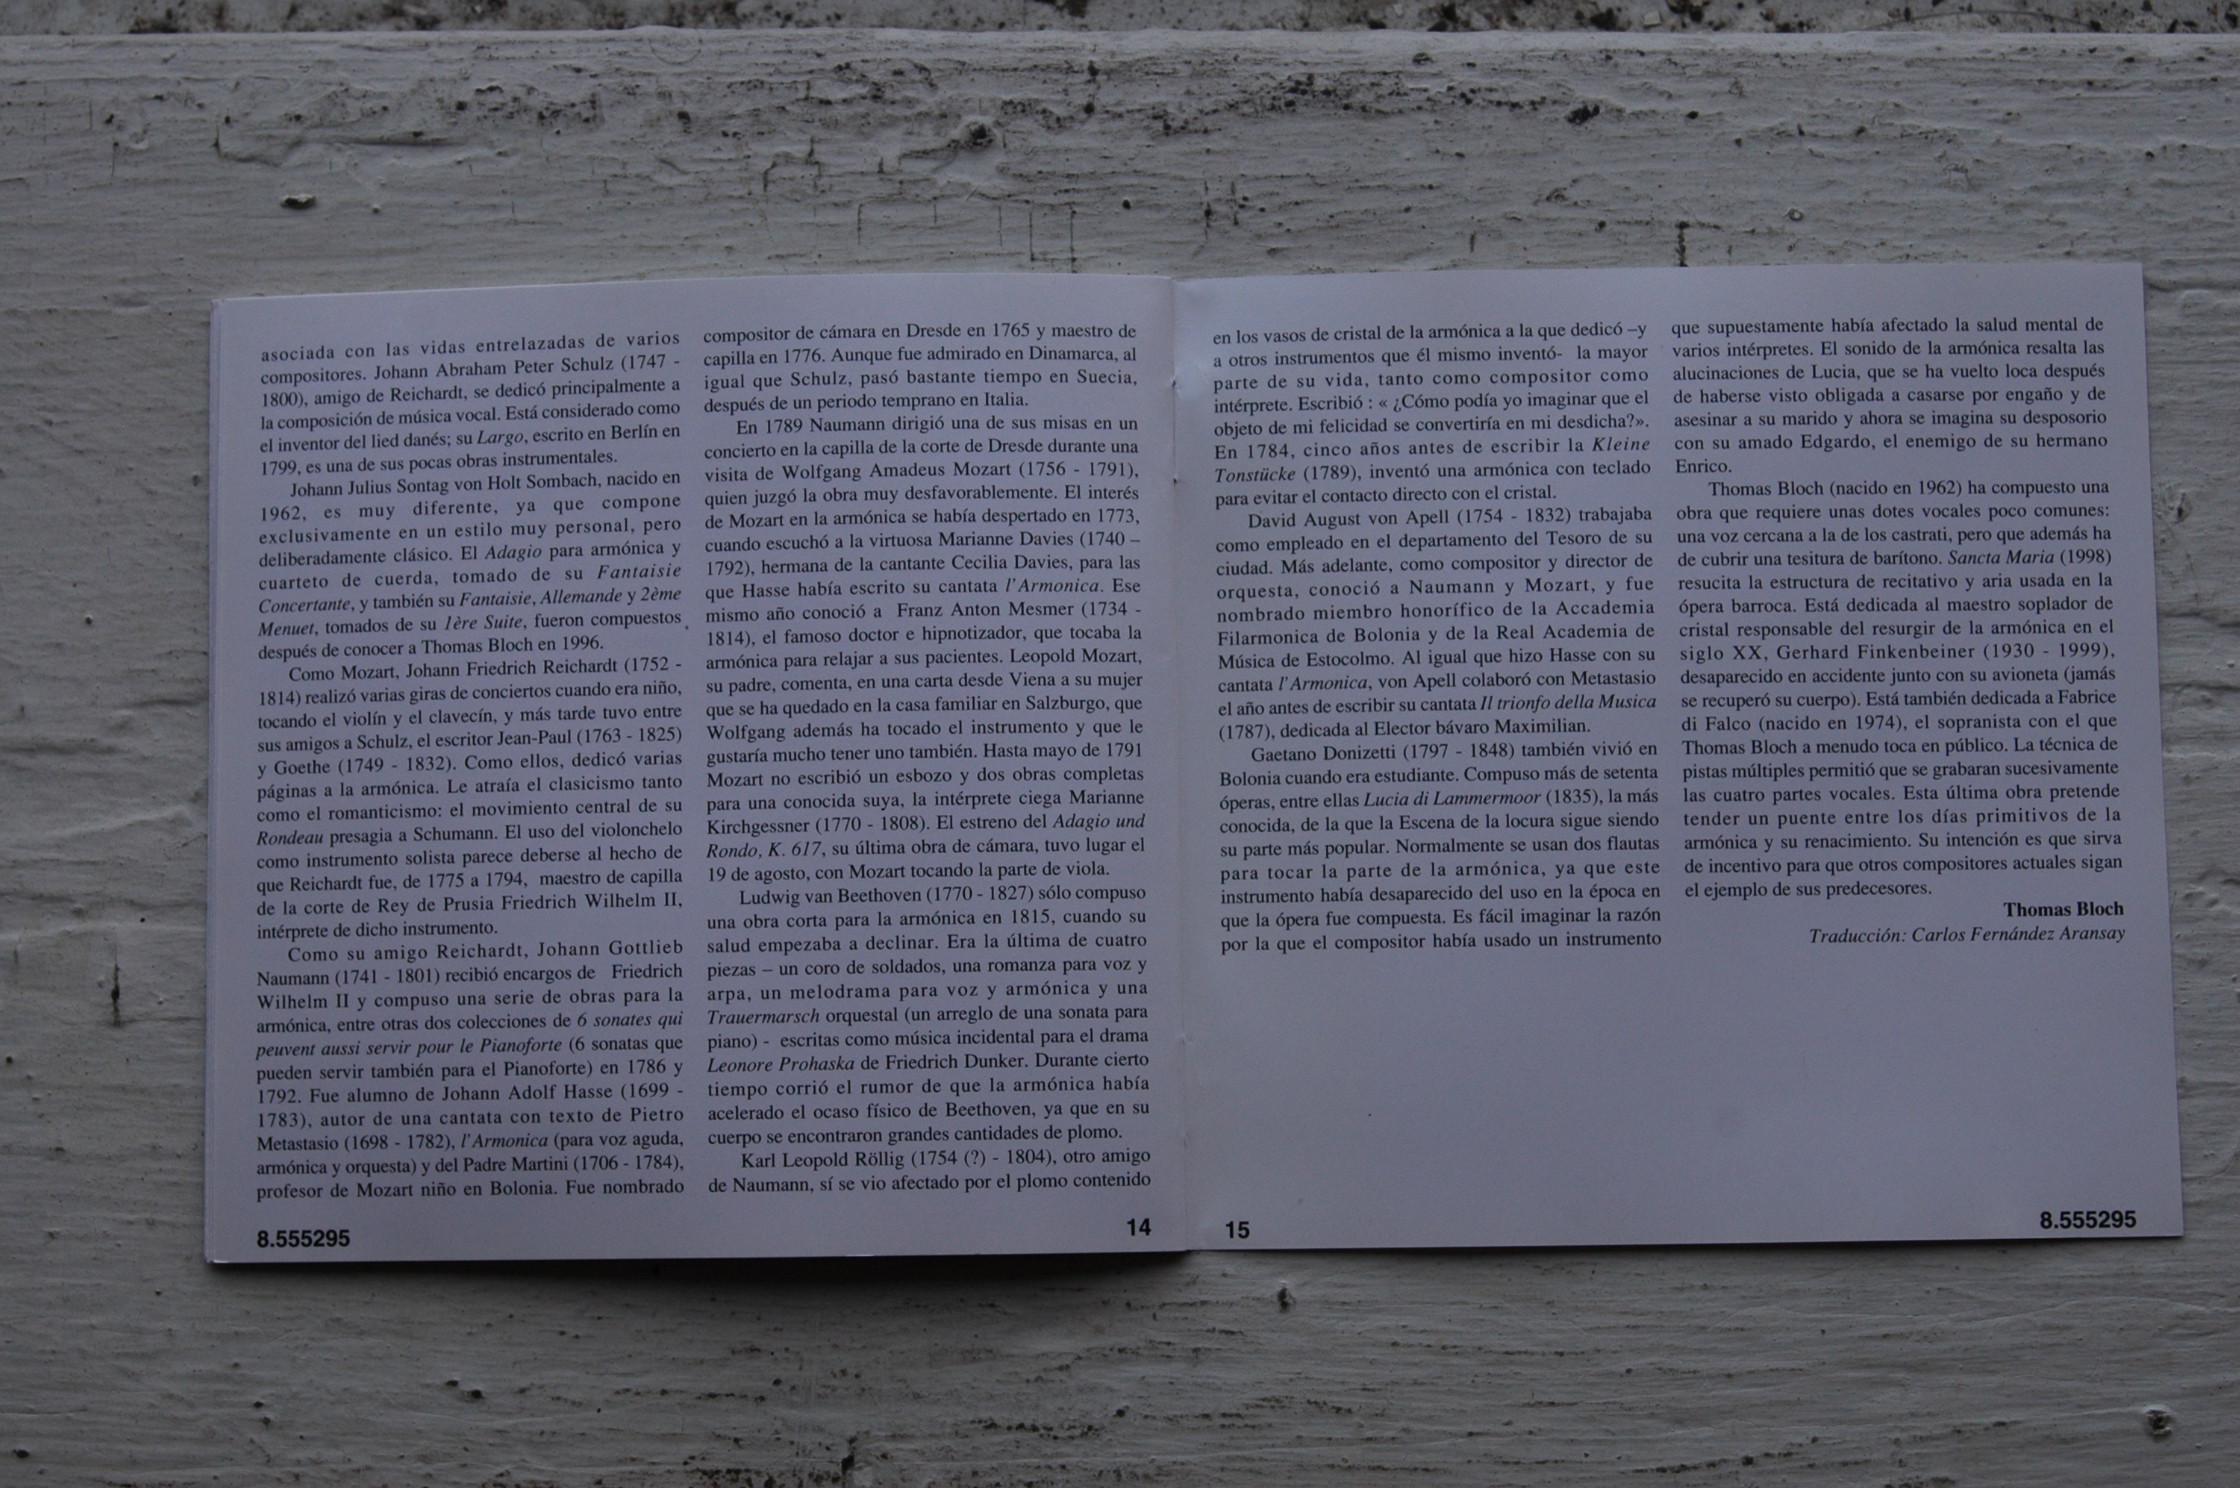 asociada con las vidas entrelazadas de varios
compositores. Johann Abraham Peter Schulz (1747 -
1800), amigo de Reichardt, se dedicó principalmente a
la composición de música vocal. Está considerado como
el inventor del lied danés; su Largo, escrito en Berlín en
1799, es una de sus pocas obras instrumentales.
Johann Julius Sontag von Holt Sombach, nacido en
1962, es muy diferente, ya que compone
exclusivamente en un estilo muy personal, pero
deliberadamente clásico. El Adagio para armónica y
cuarteto de cuerda, tomado de su Fantaisie
Concertante, y también su Fantaisie, Allemande y 2ème
Menuet, tomados de su 1ère Suite, fueron compuestos
después de conocer a Thomas Bloch en 1996.
Como Mozart, Johann Friedrich Reichardt (1752 -
1814) realizó varias giras de conciertos cuando era niño,
tocando el violín y el clavecín, y más tarde tuvo entre
sus amigos a Schulz, el escritor Jean-Paul (1763 - 1825)
y Goethe (1749 - 1832). Como ellos, dedicó varias
páginas a la armónica. Le atraía el clasicismo tanto
como el romanticismo: el movimiento central de su
Rondeau presagia a Schumann. El uso del violonchelo
como instrumento solista parece deberse al hecho de
que Reichardt fue, de 1775 a 1794, maestro de capilla
de la corte de Rey de Prusia Friedrich Wilhelm II,
intérprete de dicho instrumento.
Como su amigo Reichardt, Johann Gottlieb
Naumann (1741 - 1801) recibió encargos de Friedrich
Wilhelm II y compuso una serie de obras para la
armónica, entre otras dos colecciones de 6 sonates qui
peuvent aussi servir pour le Pianoforte (6 sonatas que
pueden servir también para el Pianoforte) en 1786 y
1792. Fue alumno de Johann Adolf Hasse (1699 -
1783), autor de una cantata con texto de Pietro
Metastasio (1698 - 1782), l'Armonica (para voz aguda,
armónica y orquesta) y del Padre Martini (1706 - 1784),
profesor de Mozart niño en Bolonia. Fue nombrado
compositor de cámara en Dresde en 1765 y maestro de
capilla en 1776. Aunque fue admirado en Dinamarca, al
igual que Schulz, pasó bastante tiempo en Suecia,
después de un periodo temprano en Italia.
En 1789 Naumann dirigió una de sus misas en un
concierto en la capilla de la corte de Dresde durante una
visita de Wolfgang Amadeus Mozart (1756 - 1791),
quien juzgó la obra muy desfavorablemente. El interés
de Mozart en la armónica se había despertado en 1773,
cuando escuchó a la virtuosa Marianne Davies (1740 –
1792), hermana de la cantante Cecilia Davies, para las
que Hasse había escrito su cantata l'Armonica. Ese
mismo año conoció a Franz Anton Mesmer (1734 -
1814), el famoso doctor e hipnotizador, que tocaba la
armónica para relajar a sus pacientes. Leopold Mozart,
su padre, comenta, en una carta desde Viena a su mujer
que se ha quedado en la casa familiar en Salzburgo, que
Wolfgang además ha tocado el instrumento y que le
gustaría mucho tener uno también. Hasta mayo de 1791
Mozart no escribió un esbozo y dos obras completas
para una conocida suya, la intérprete ciega Marianne
Kirchgessner (1770 - 1808). El estreno del Adagio und
Rondo, K. 617, su última obra de cámara, tuvo lugar el
19 de agosto, con Mozart tocando la parte de viola.
Ludwig van Beethoven (1770 - 1827) sólo compuso
una obra corta para la armónica en 1815, cuando su
salud empezaba a declinar. Era la última de cuatro
piezas – un coro de soldados, una romanza para voz y
arpa, un melodrama para voz y armónica y una
Trauermarsch orquestal (un arreglo de una sonata para
piano) - escritas como música incidental para el drama
Leonore Prohaska de Friedrich Dunker. Durante cierto
tiempo corrió el rumor de que la armónica había
acelerado el ocaso físico de Beethoven, ya que en su
cuerpo se encontraron grandes cantidades de plomo.
Karl Leopold Röllig (1754 (?) - 1804), otro amigo
de Naumann, sí se vio afectado por el plomo contenido
8.555295
14
en los vasos de cristal de la armónica a la que dedicó –y
a otros instrumentos que él mismo inventó- la mayor
parte de su vida, tanto como compositor como
intérprete. Escribió : « ¿Cómo podía yo imaginar que el
objeto de mi felicidad se convertiría en mi desdicha?».
En 1784, cinco años antes de escribir la Kleine
Tonstücke (1789), inventó una armónica con teclado
para evitar el contacto directo con el cristal.
David August von Apell (1754 - 1832) trabajaba
como empleado en el departamento del Tesoro de su
ciudad. Más adelante, como compositor y director de
orquesta, conoció a Naumann y Mozart, y fue
nombrado miembro honorífico de la Accademia
Filarmonica de Bolonia y de la Real Academia de
Música de Estocolmo. Al igual que hizo Hasse con su
cantata l'Armonica, von Apell colaboró con Metastasio
el año antes de escribir su cantata Il trionfo della Musica
(1787), dedicada al Elector bávaro Maximilian.
Gaetano Donizetti (1797 - 1848) también vivió en
Bolonia cuando era estudiante. Compuso más de setenta
óperas, entre ellas Lucia di Lammermoor (1835), la más
conocida, de la que la Escena de la locura sigue siendo
su parte más popular. Normalmente se usan dos flautas
para tocar la parte de la armónica, ya que este
instrumento había desaparecido del uso en la época en
que la ópera fue compuesta. Es fácil imaginar la razón
por la que el compositor había usado un instrumento
que supuestamente había afectado la salud mental de
varios intérpretes. El sonido de la armónica resalta las
alucinaciones de Lucia, que se ha vuelto loca después
de haberse visto obligada a casarse por engaño y de
asesinar a su marido y ahora se imagina su desposorio
con su amado Edgardo, el enemigo de su hermano
Enrico.
Thomas Bloch (nacido en 1962) ha compuesto una
obra que requiere unas dotes vocales poco comunes:
una voz cercana a la de los castrati, pero que además ha
de cubrir una tesitura de barítono. Sancta Maria (1998)
resucita la estructura de recitativo y aria usada en la
ópera barroca. Está dedicada al maestro soplador de
cristal responsable del resurgir de la armónica en el
siglo XX, Gerhard Finkenbeiner (1930 - 1999),
desaparecido en accidente junto con su avioneta (jamás
se recuperó su cuerpo). Está también dedicada a Fabrice
di Falco (nacido en 1974), el sopranista con el que
Thomas Bloch a menudo toca en público. La técnica de
pistas múltiples permitió que se grabaran sucesivamente
las cuatro partes vocales. Esta última obra pretende
tender un puente entre los días primitivos de la
armónica y su renacimiento. Su intención es que sirva
de incentivo para que otros compositores actuales sigan
el ejemplo de sus predecesores.
Thomas Bloch
Traducción: Carlos Fernández Aransay
15
8.555295